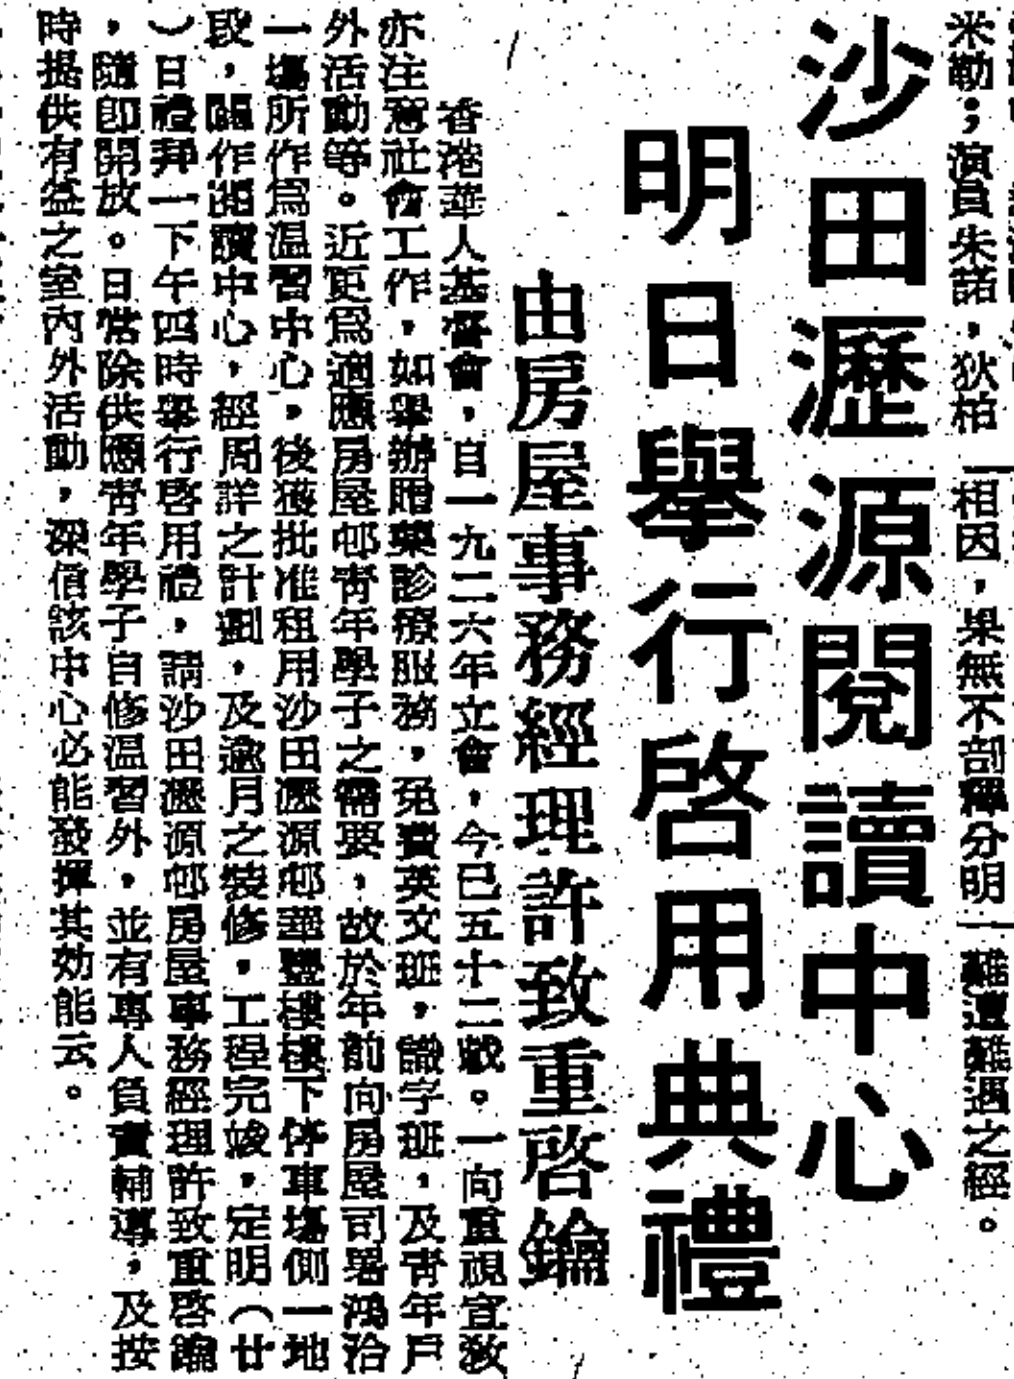 米勒；演員朱諾，狄柏
相因，果無不剖釋分明
難遭難遇之經。
沙田瀝源閱讀中心
明日舉行啓用典禮
由房屋事務經理許致重啓鑰
香港華人基督會，自一九二六年立會，今已五十二載。一向重視宣敎
亦注意社會工作，如舉辦贈藥診療服務，免費英文班，識字班，及靑年戶
外活動等。近更爲適應房屋邨靑年學子之需要，故於年前向房屋司署鴻洽
一塲所作爲温習中心，後獲批准租用沙田瀝源邨華豐樓樓下停車塲側一地
段，闢作閱讀中心，經周詳之計劃，及逾月之裝修，工程完竣，定明（廿
）日禮拜一下午四時舉行啓用禮，請沙田瀝源邨房屋事務經理許致重啓鑰
，隨卽開放。日常除供應靑年學子自修温習外，並有專人負責輔導，及按
時提供有益之室內外活動，深信該中心必能發揮其効能云。